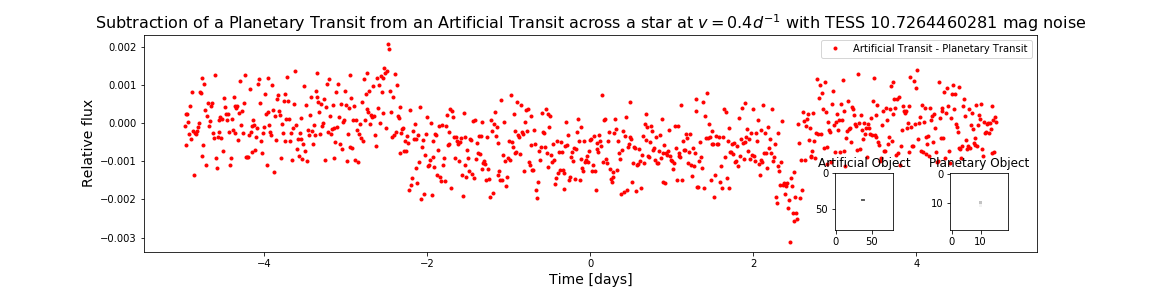 Subtraction of a Planetary Transit from an Artificial Transit across a star at v = 0.4d⁻¹ with TESS 10.7264460281 mag noise
Artificial Transit - Planetary Transit
Relative flux
0.002
0.001
0.000
−0.001
−0.002
−0.003
Artificial Object
Planetary Object
0
50
0
10
0 50
0 10
−4 −2 0 2 4
Time [days]